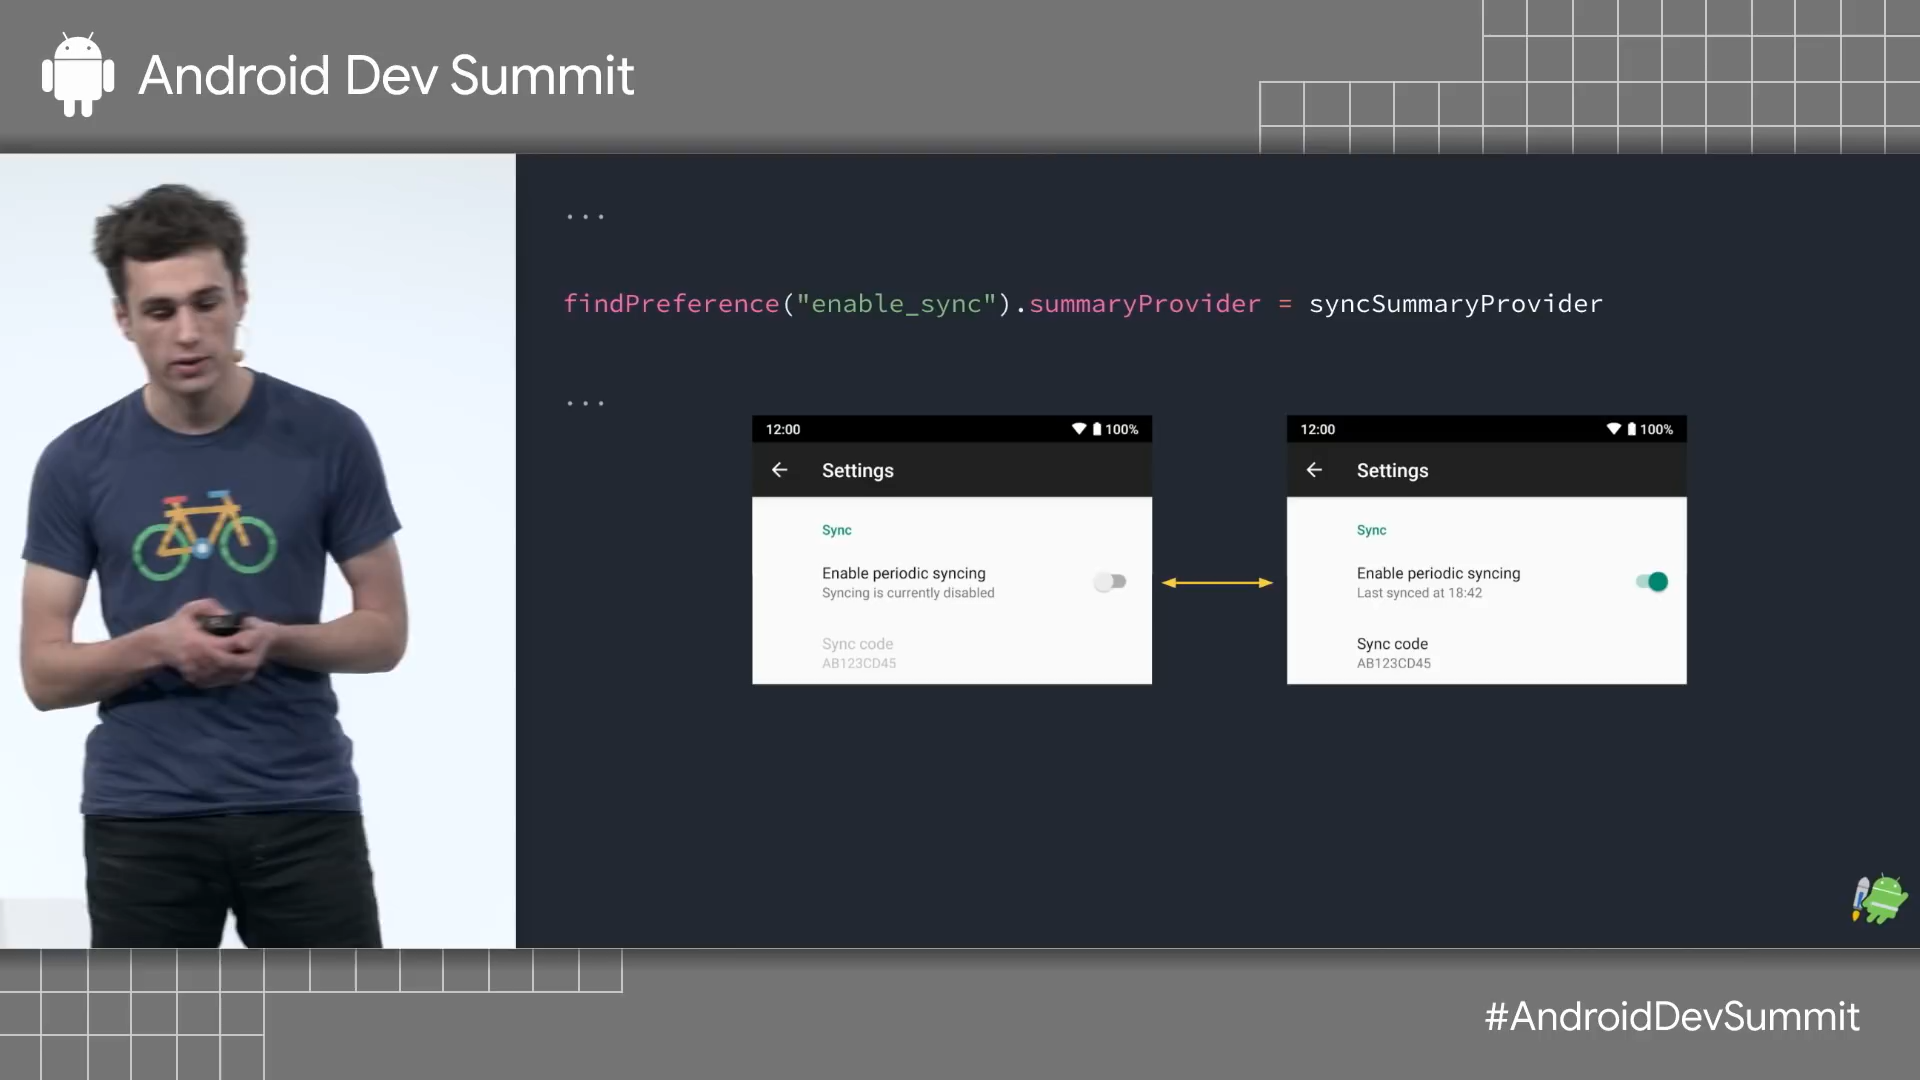 Android Dev Summit
...
findPreference("enable_sync").summaryProvider = syncSummaryProvider
...
12:00 100%
Settings
Sync
Enable periodic syncing
Syncing is currently disabled
Sync code
AB123CD45
12:00 100%
Settings
Sync
Enable periodic syncing
Last synced at 18:42
Sync code
AB123CD45
#AndroidDevSummit